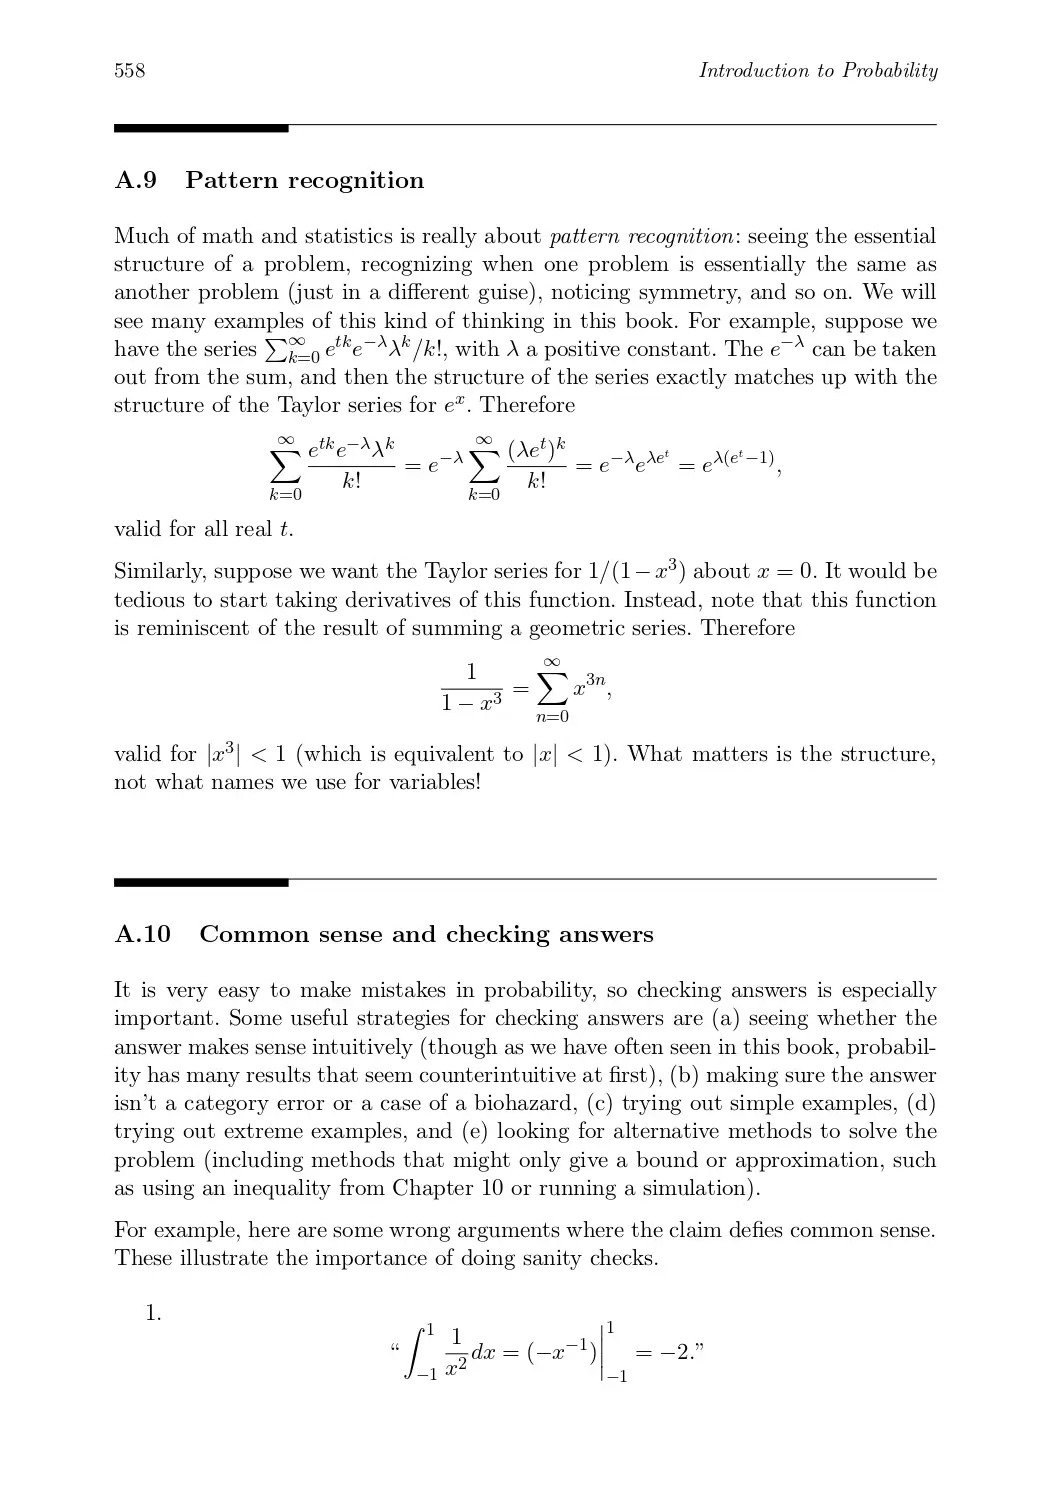 558 Introduction to Probability
A.9 Pattern recognition
Much of math and statistics is really about pattern recognition: seeing the essential
structure of a problem, recognizing when one problem is essentially the same as
another problem (just in a different guise), noticing symmetry, and so on. We will
see many examples of this kind of thinking in this book. For example, suppose we
have the series $\sum_{k=0}^{\infty} e^{tk}e^{-\lambda}\lambda^k/k!$, with λ a positive constant. The $e^{-\lambda}$ can be taken
out from the sum, and then the structure of the series exactly matches up with the
structure of the Taylor series for $e^x$. Therefore
$\sum_{k=0}^{\infty} \frac{e^{tk}e^{-\lambda}\lambda^k}{k!} = e^{-\lambda}\sum_{k=0}^{\infty} \frac{(\lambda e^t)^k}{k!} = e^{-\lambda}e^{\lambda e^t} = e^{\lambda(e^t-1)},$
valid for all real t.
Similarly, suppose we want the Taylor series for $1/(1-x^3)$ about x = 0. It would be
tedious to start taking derivatives of this function. Instead, note that this function
is reminiscent of the result of summing a geometric series. Therefore
$\frac{1}{1-x^3} = \sum_{n=0}^{\infty} x^{3n},$
valid for $|x^3| < 1$ (which is equivalent to |x| < 1). What matters is the structure,
not what names we use for variables!
A.10 Common sense and checking answers
It is very easy to make mistakes in probability, so checking answers is especially
important. Some useful strategies for checking answers are (a) seeing whether the
answer makes sense intuitively (though as we have often seen in this book, probabil-
ity has many results that seem counterintuitive at first), (b) making sure the answer
isn't a category error or a case of a biohazard, (c) trying out simple examples, (d)
trying out extreme examples, and (e) looking for alternative methods to solve the
problem (including methods that might only give a bound or approximation, such
as using an inequality from Chapter 10 or running a simulation).
For example, here are some wrong arguments where the claim defies common sense.
These illustrate the importance of doing sanity checks.
1.
“$\int_{-1}^{1} \frac{1}{x^2}dx = (-x^{-1})\Big|_{-1}^{1} = -2.$”